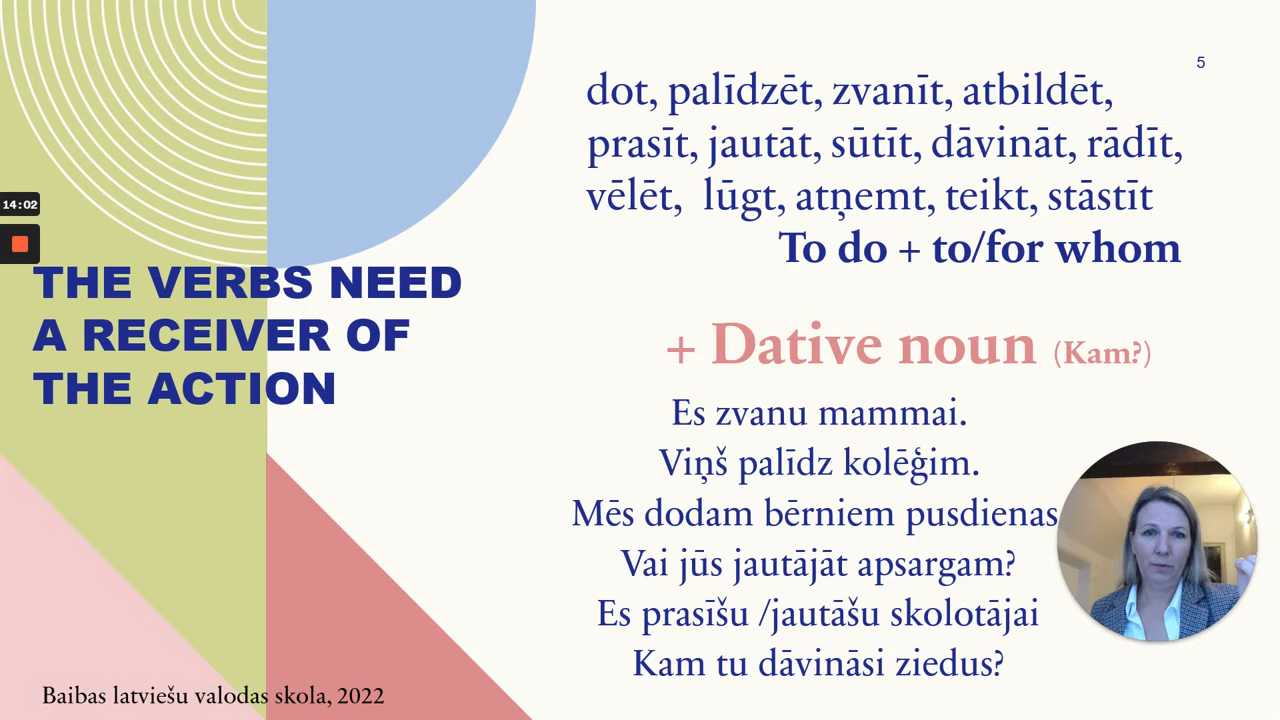 5
dot, palīdzēt, zvanīt, atbildēt,
prasīt, jautāt, sūtīt, dāvināt, rādīt,
vēlēt, lūgt, atņemt, teikt, stāstīt
To do + to/for whom
14:02
THE VERBS NEED
A RECEIVER OF
THE ACTION
+ Dative noun (Kam?)
Es zvanu mammai.
Viņš palīdz kolēģim.
Mēs dodam bērniem pusdienas
Vai jūs jautājāt apsargam?
Es prasīšu /jautāšu skolotājai
Kam tu dāvināsi ziedus?
Baibas latviešu valodas skola, 2022